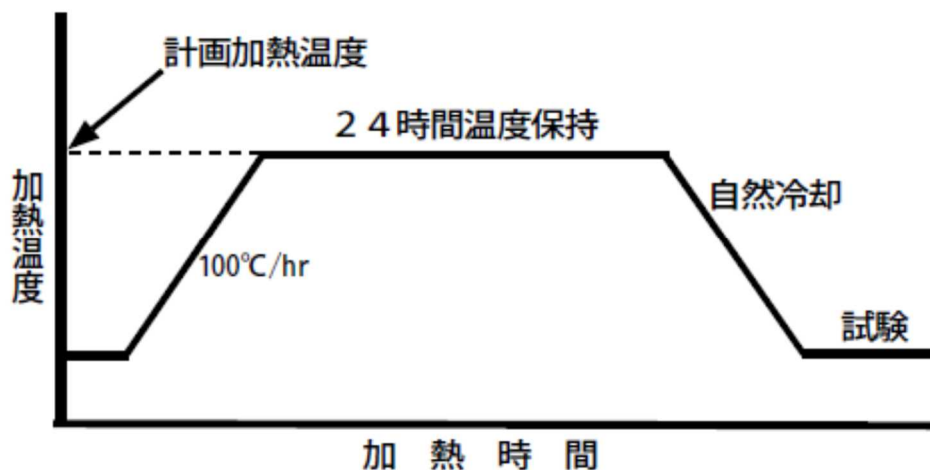 計画加熱温度
２４時間温度保持
自然冷却
100℃/hr
試験
加熱温度
加熱時間